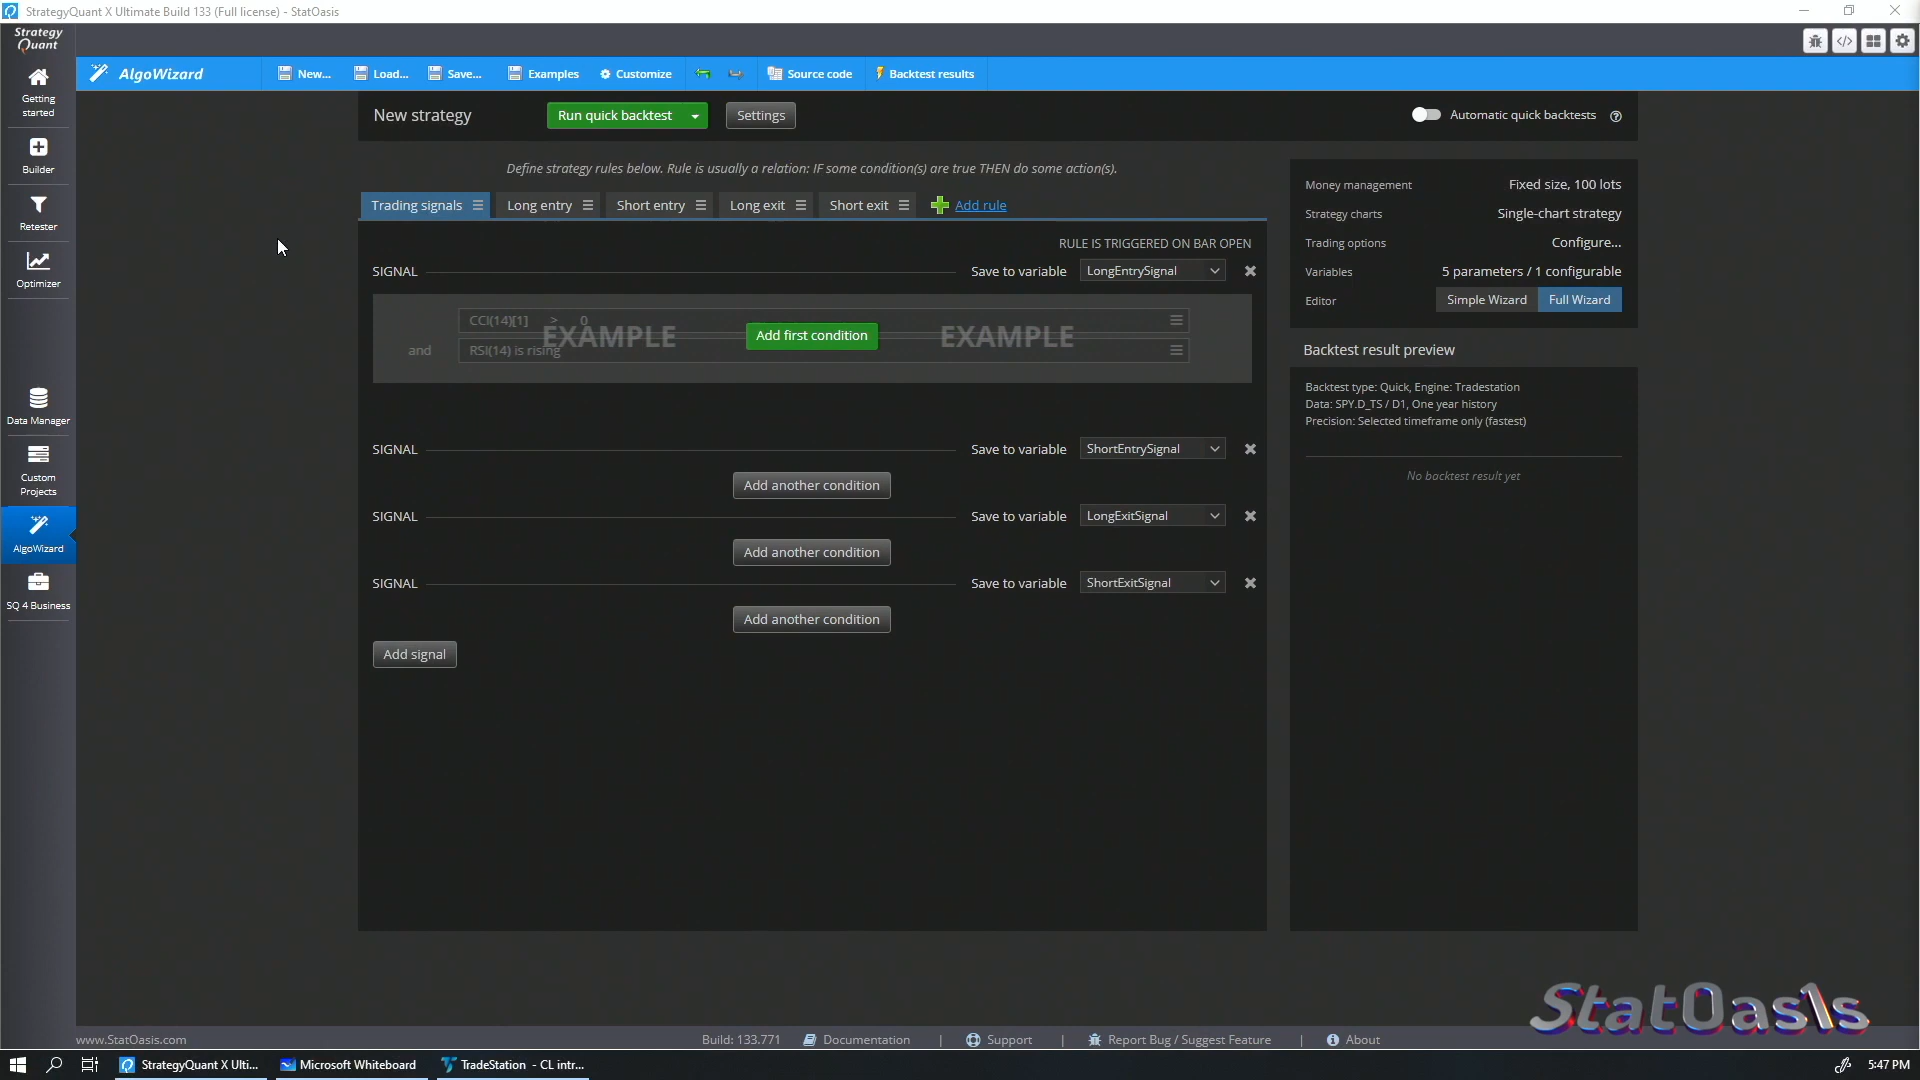 StrategyQuant X Ultimate Build 133 (Full license) - StatOasis
Strategy
Quant
AlgoWizard
New...
Load...
Save...
Examples
Customize
Source code
Backtest results
Getting
started
Builder
Retester
Optimizer
Data Manager
Custom
Projects
AlgoWizard
SQ 4 Business
New strategy
Run quick backtest
Settings
Automatic quick backtests
Define strategy rules below. Rule is usually a relation: IF some condition(s) are true THEN do some action(s).
Trading signals
Long entry
Short entry
Long exit
Short exit
Add rule
RULE IS TRIGGERED ON BAR OPEN
SIGNAL
Save to variable
LongEntrySignal
CCI(14)[1] > 0
EXAMPLE
Add first condition
EXAMPLE
and
RSI(14) is rising
SIGNAL
Save to variable
ShortEntrySignal
Add another condition
SIGNAL
Save to variable
LongExitSignal
Add another condition
SIGNAL
Save to variable
ShortExitSignal
Add another condition
Add signal
Money management
Fixed size, 100 lots
Strategy charts
Single-chart strategy
Trading options
Configure...
Variables
5 parameters / 1 configurable
Editor
Simple Wizard
Full Wizard
Backtest result preview
Backtest type: Quick, Engine: Tradestation
Data: SPY.D_TS / D1, One year history
Precision: Selected timeframe only (fastest)
No backtest result yet
StatOasis
www.StatOasis.com
Build: 133.771
Documentation
|
Support
|
Report Bug / Suggest Feature
|
About
StrategyQuant X Ulti...
Microsoft Whiteboard
TradeStation - CL intr...
5:47 PM